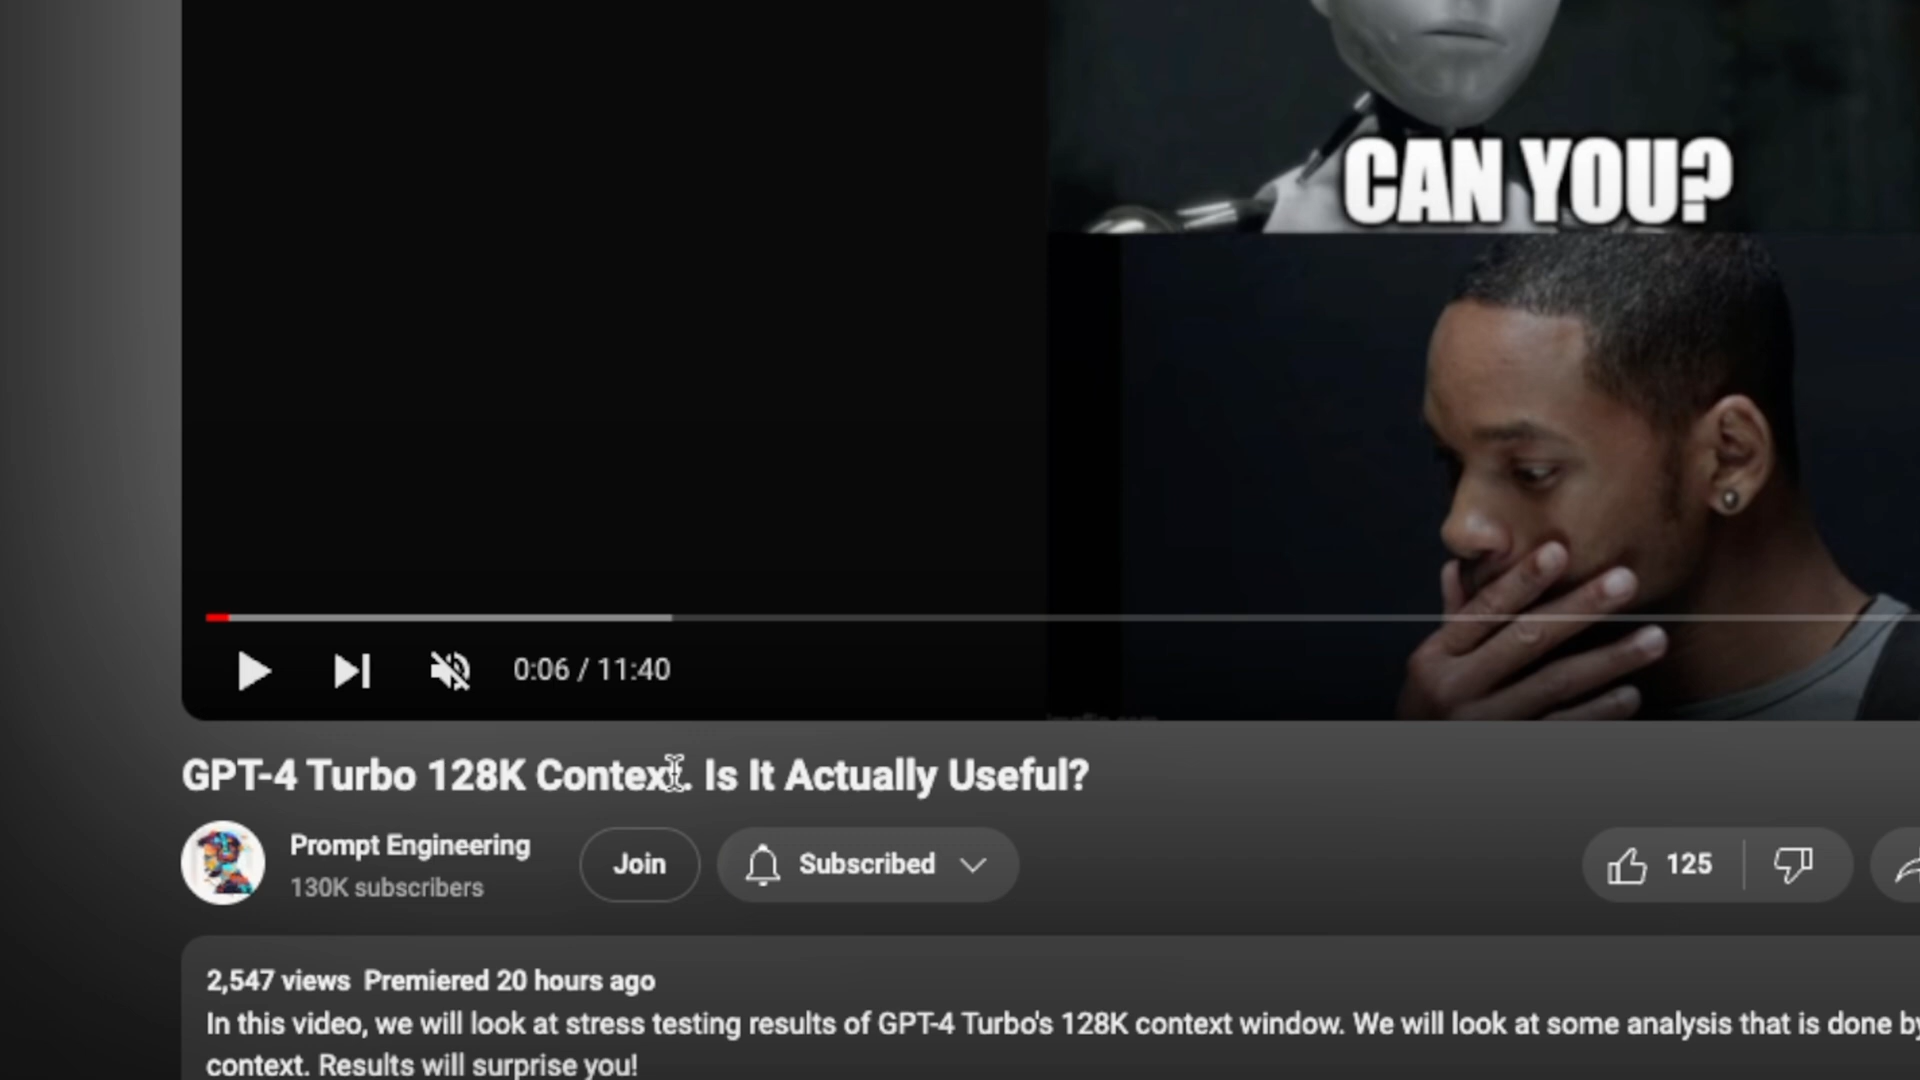 CAN YOU?
0:06 / 11:40
GPT-4 Turbo 128K Context. Is It Actually Useful?
Prompt Engineering
130K subscribers
Join
Subscribed
125
2,547 views Premiered 20 hours ago
In this video, we will look at stress testing results of GPT-4 Turbo's 128K context window. We will look at some analysis that is done by
context. Results will surprise you!